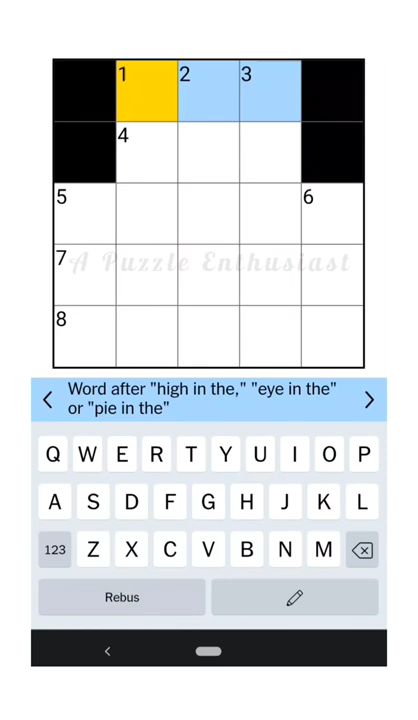 1 2 3
4
5 6
7
A Puzzle Enthusiast
8
Word after "high in the," "eye in the"
or "pie in the"
Q W E R T Y U I O P
A S D F G H J K L
123 Z X C V B N M
Rebus